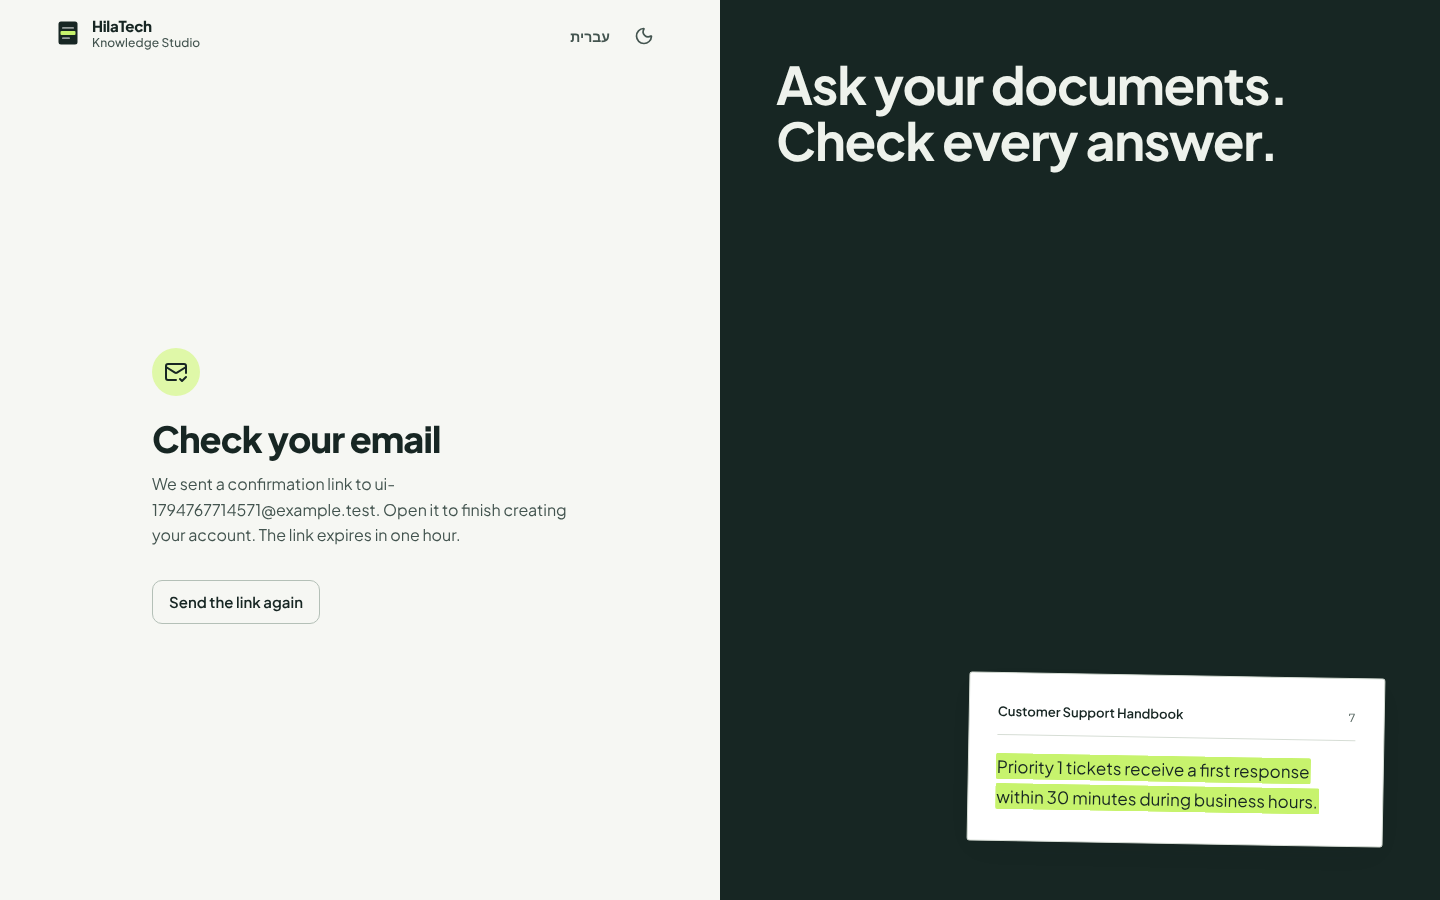 HilaTech
Knowledge Studio
עברית
Check your email
We sent a confirmation link to ui-
1794767714571@example.test. Open it to finish creating
your account. The link expires in one hour.
Send the link again
Ask your documents.
Check every answer.
Customer Support Handbook
7
Priority 1 tickets receive a first response
within 30 minutes during business hours.